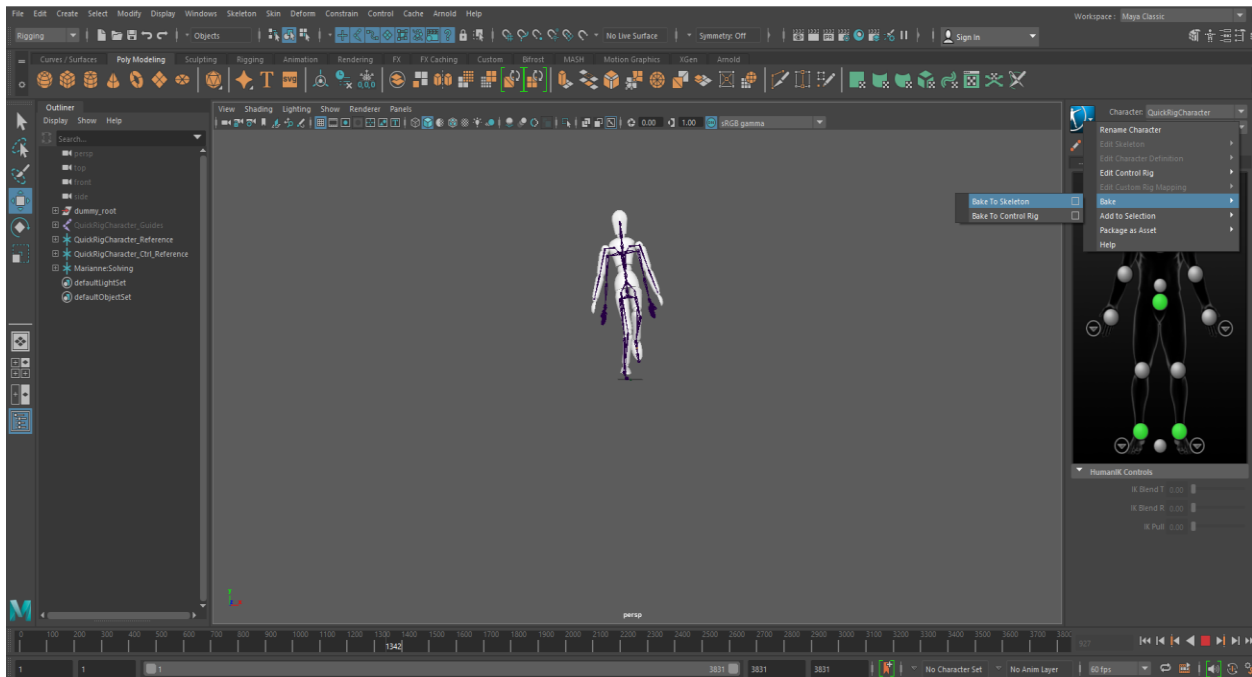 File Edit Create Select Modify Display Windows Skeleton Skin Deform Constrain Control Cache Arnold Help
Workspace : Maya Classic
Rigging
Objects
No Live Surface
Symmetry: Off
Sign In
Curves / Surfaces Poly Modeling Sculpting Rigging Animation Rendering FX FX Caching Custom Bifrost MASH Motion Graphics XGen Arnold
Outliner
Display Show Help
Search...
persp
top
front
side
dummy_root
QuickRigCharacter_Guides
QuickRigCharacter_Reference
QuickRigCharacter_Ctrl_Reference
Marianne:Solving
defaultLightSet
defaultObjectSet
View Shading Lighting Show Renderer Panels
0.00
1.00
sRGB gamma
persp
Character: QuickRigCharacter
Rename Character
Edit Skeleton
Edit Character Definition
Edit Control Rig
Edit Custom Rig Mapping
Bake
Add to Selection
Package as Asset
Help
Bake To Skeleton
Bake To Control Rig
HumanIK Controls
IK Blend T 0.00
IK Blend R 0.00
IK Pull 0.00
0 100 200 300 400 500 600 700 800 900 1000 1100 1200 1300 1400 1500 1600 1700 1800 1900 2000 2100 2200 2300 2400 2500 2600 2700 2800 2900 3000 3100 3200 3300 3400 3500 3600 3700
1342
927
1 1 1 3831 3831 3831 No Character Set No Anim Layer 60 fps